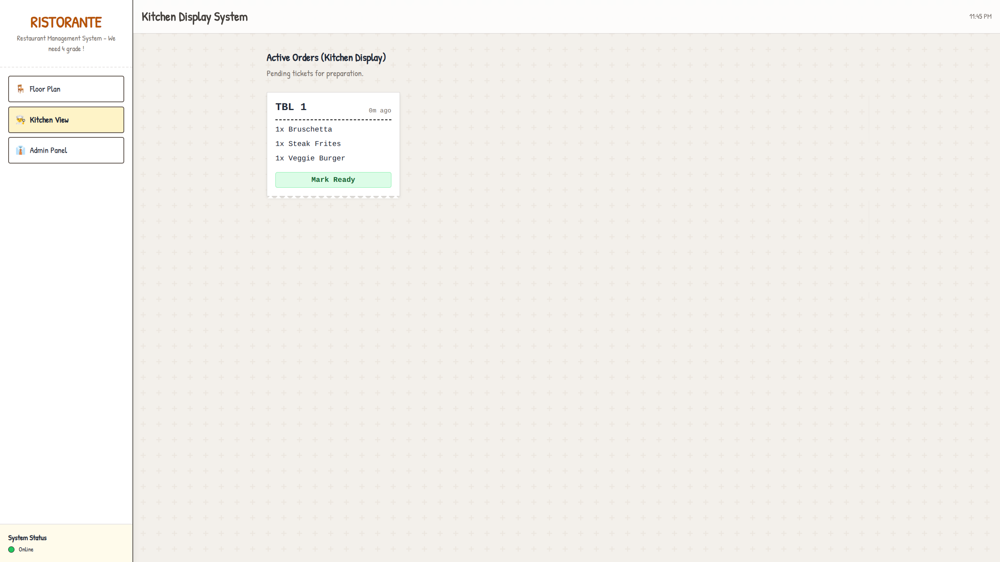 RISTORANTE
Restaurant Management System - We
need 4 grade !
Floor Plan
Kitchen View
Admin Panel
System Status
Online
Kitchen Display System
11:45 PM
Active Orders (Kitchen Display)
Pending tickets for preparation.
TBL 1
0m ago
1x Bruschetta
1x Steak Frites
1x Veggie Burger
Mark Ready